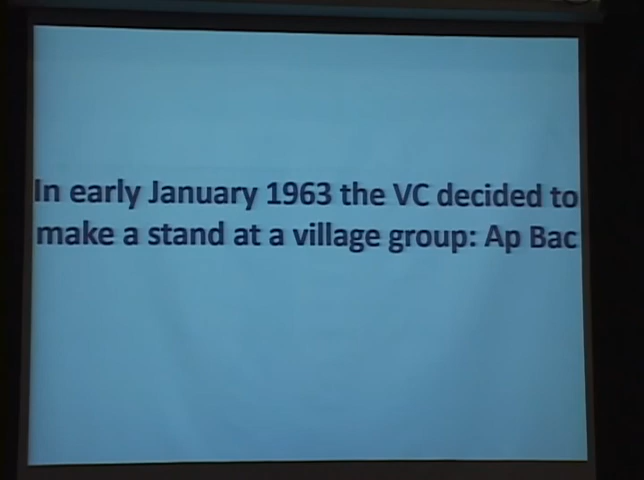 In early January 1963 the VC decided to
make a stand at a village group: Ap Bac